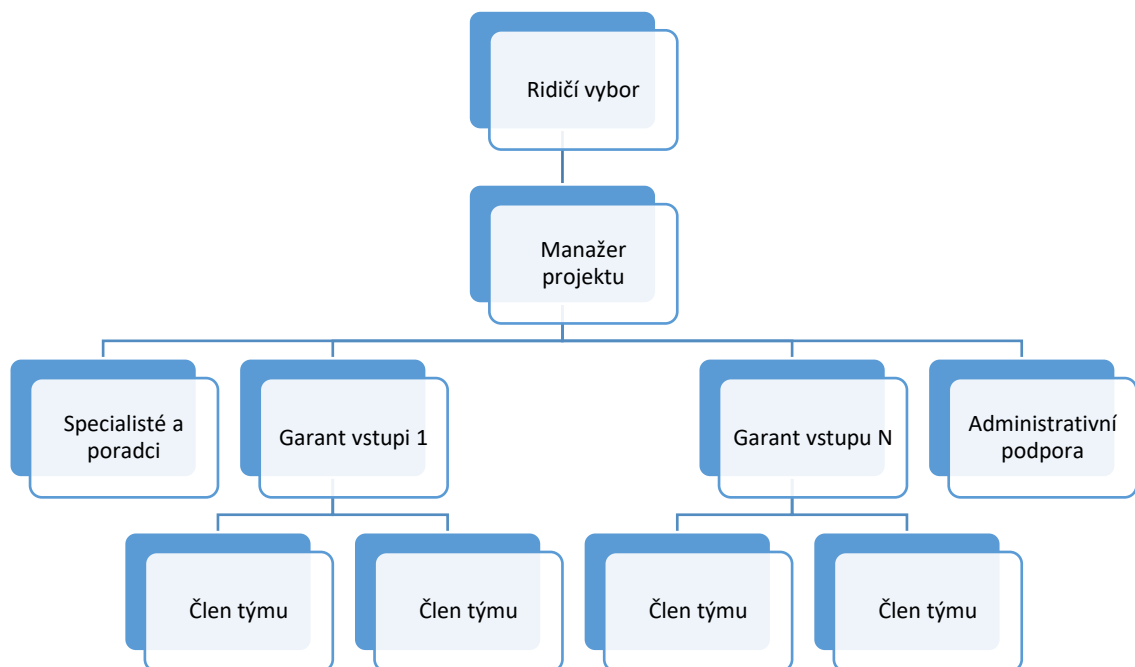 Ridičí vybor
Manažer
projektu
Specialisté a
poradci
Garant vstupi 1
Garant vstupu N
Administrativní
podpora
Člen týmu
Člen týmu
Člen týmu
Člen týmu